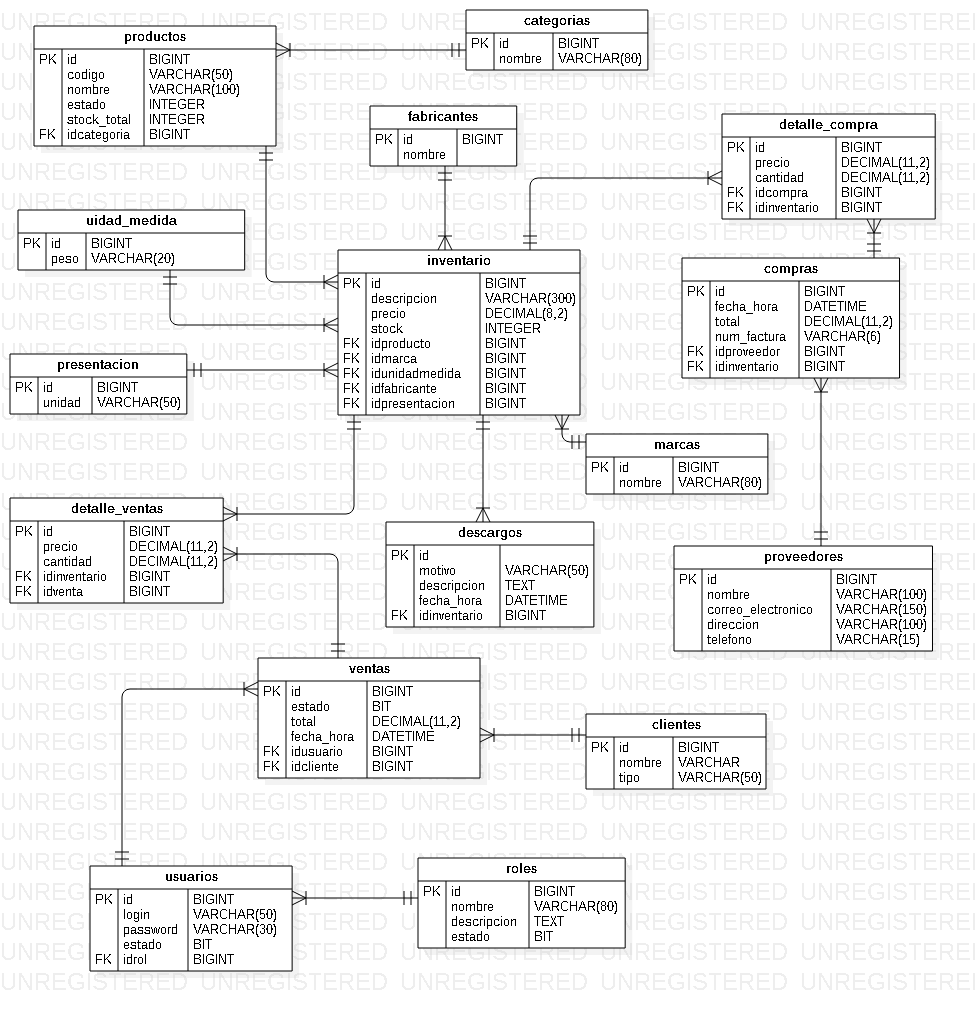 productos
PK id BIGINT
codigo VARCHAR(50)
nombre VARCHAR(100)
estado INTEGER
stock_total INTEGER
FK idcategoria BIGINT
categorias
PK id BIGINT
nombre VARCHAR(80)
fabricantes
PK id BIGINT
nombre
detalle_compra
PK id BIGINT
precio DECIMAL(11,2)
cantidad DECIMAL(11,2)
FK idcompra BIGINT
FK idinventario BIGINT
uidad_medida
PK id BIGINT
peso VARCHAR(20)
inventario
PK id BIGINT
descripcion VARCHAR(300)
precio DECIMAL(8,2)
stock INTEGER
FK idproducto BIGINT
FK idmarca BIGINT
FK idunidadmedida BIGINT
FK idfabricante BIGINT
FK idpresentacion BIGINT
compras
PK id BIGINT
fecha_hora DATETIME
total DECIMAL(11,2)
num_factura VARCHAR(6)
FK idproveedor BIGINT
FK idinventario BIGINT
presentacion
PK id BIGINT
unidad VARCHAR(50)
marcas
PK id BIGINT
nombre VARCHAR(80)
detalle_ventas
PK id BIGINT
precio DECIMAL(11,2)
cantidad DECIMAL(11,2)
FK idinventario BIGINT
FK idventa BIGINT
descargos
PK id
motivo VARCHAR(50)
descripcion TEXT
fecha_hora DATETIME
FK idinventario BIGINT
proveedores
PK id BIGINT
nombre VARCHAR(100)
correo_electronico VARCHAR(150)
direccion VARCHAR(100)
telefono VARCHAR(15)
ventas
PK id BIGINT
estado BIT
total DECIMAL(11,2)
fecha_hora DATETIME
FK idusuario BIGINT
FK idcliente BIGINT
clientes
PK id BIGINT
nombre VARCHAR
tipo VARCHAR(50)
usuarios
PK id BIGINT
login VARCHAR(50)
password VARCHAR(30)
estado BIT
FK idrol BIGINT
roles
PK id BIGINT
nombre VARCHAR(80)
descripcion TEXT
estado BIT
UNREGISTERED